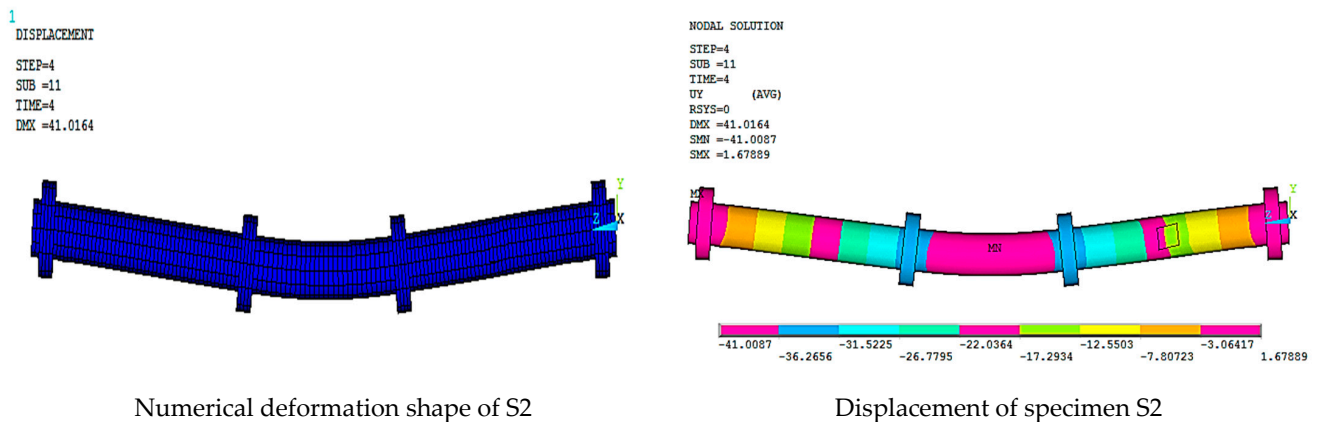 1
DISPLACEMENT
STEP=4
SUB =11
TIME=4
DMX =41.0164
Y
Z X
NODAL SOLUTION
STEP=4
SUB =11
TIME=4
UY (AVG)
RSYS=0
DMX =41.0164
SMN =-41.0087
SMX =1.67889
MX
Y
Z X
MN
-41.0087 -31.5225 -22.0364 -12.5503 -3.06417
-36.2656 -26.7795 -17.2934 -7.80723 1.67889
Numerical deformation shape of S2
Displacement of specimen S2